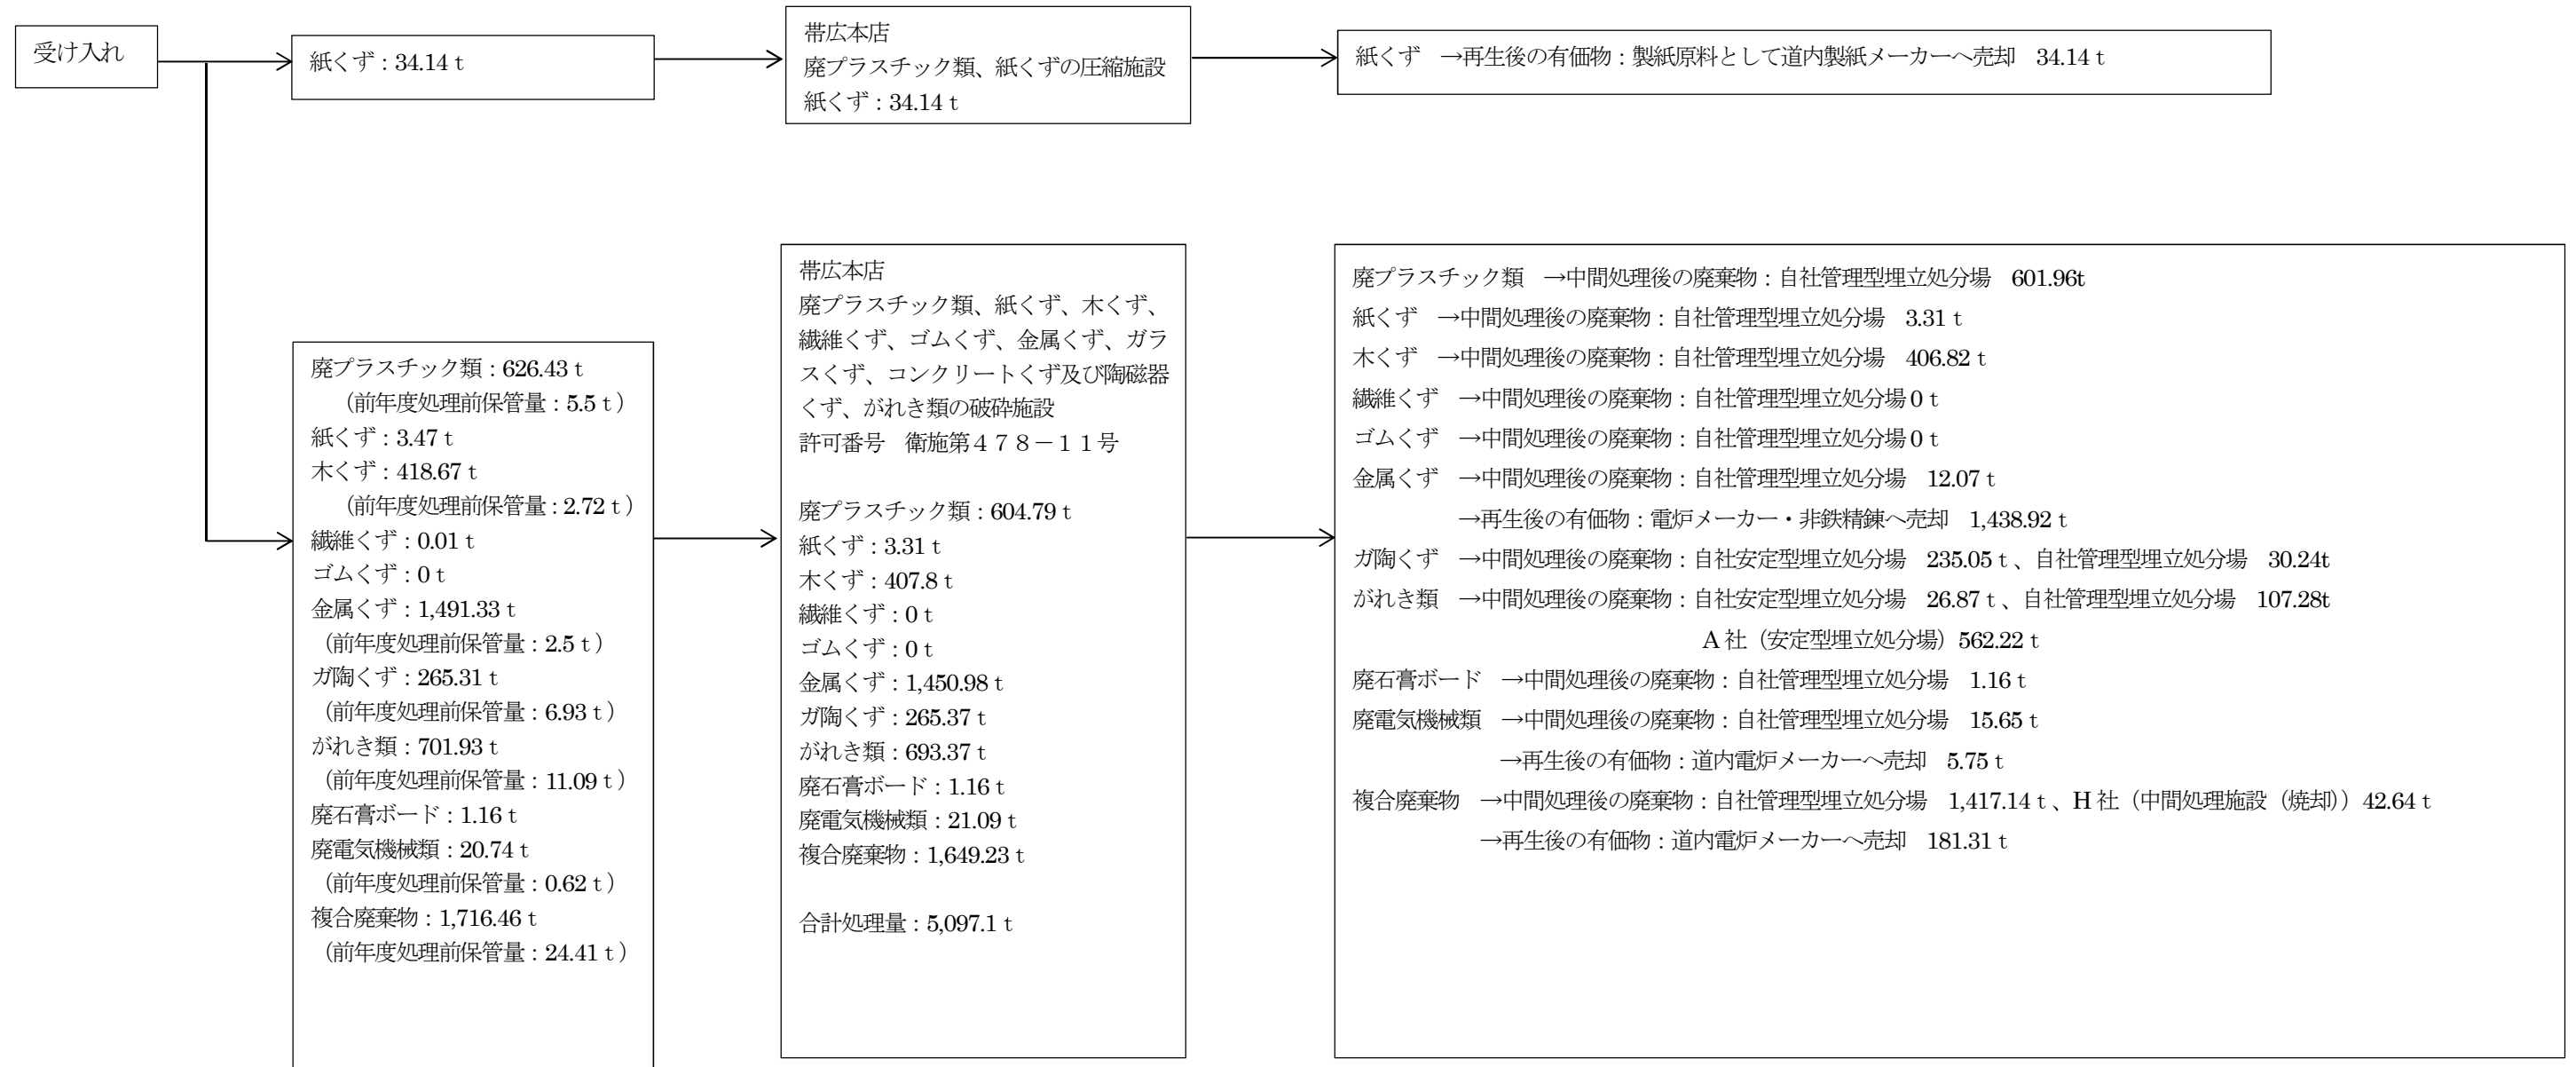 受け入れ
紙くず：34.14ｔ
帯広本店
廃プラスチック類、紙くずの圧縮施設
紙くず：34.14ｔ
紙くず　→再生後の有価物：製紙原料として道内製紙メーカーへ売却　34.14ｔ
廃プラスチック類：626.43ｔ
（前年度処理前保管量：5.5ｔ）
紙くず：3.47ｔ
木くず：418.67ｔ
（前年度処理前保管量：2.72ｔ）
繊維くず：0.01ｔ
ゴムくず：0ｔ
金属くず：1,491.33ｔ
（前年度処理前保管量：2.5ｔ）
ガ陶くず：265.31ｔ
（前年度処理前保管量：6.93ｔ）
がれき類：701.93ｔ
（前年度処理前保管量：11.09ｔ）
廃石膏ボード：1.16ｔ
廃電気機械類：20.74ｔ
（前年度処理前保管量：0.62ｔ）
複合廃棄物：1,716.46ｔ
（前年度処理前保管量：24.41ｔ）
帯広本店
廃プラスチック類、紙くず、木くず、
繊維くず、ゴムくず、金属くず、ガラ
スくず、コンクリートくず及び陶磁器
くず、がれき類の破砕施設
許可番号　衛施第４７８－１１号
廃プラスチック類：604.79ｔ
紙くず：3.31ｔ
木くず：407.8ｔ
繊維くず：0ｔ
ゴムくず：0ｔ
金属くず：1,450.98ｔ
ガ陶くず：265.37ｔ
がれき類：693.37ｔ
廃石膏ボード：1.16ｔ
廃電気機械類：21.09ｔ
複合廃棄物：1,649.23ｔ
合計処理量：5,097.1ｔ
廃プラスチック類　→中間処理後の廃棄物：自社管理型埋立処分場　601.96t
紙くず　→中間処理後の廃棄物：自社管理型埋立処分場　3.31ｔ
木くず　→中間処理後の廃棄物：自社管理型埋立処分場　406.82ｔ
繊維くず　→中間処理後の廃棄物：自社管理型埋立処分場0ｔ
ゴムくず　→中間処理後の廃棄物：自社管理型埋立処分場0ｔ
金属くず　→中間処理後の廃棄物：自社管理型埋立処分場　12.07ｔ
→再生後の有価物：電炉メーカー・非鉄精錬へ売却　1,438.92ｔ
ガ陶くず　→中間処理後の廃棄物：自社安定型埋立処分場　235.05ｔ、自社管理型埋立処分場　30.24t
がれき類　→中間処理後の廃棄物：自社安定型埋立処分場　26.87ｔ、自社管理型埋立処分場　107.28t
A社（安定型埋立処分場）562.22ｔ
廃石膏ボード　→中間処理後の廃棄物：自社管理型埋立処分場　1.16ｔ
廃電気機械類　→中間処理後の廃棄物：自社管理型埋立処分場　15.65ｔ
→再生後の有価物：道内電炉メーカーへ売却　5.75ｔ
複合廃棄物　→中間処理後の廃棄物：自社管理型埋立処分場　1,417.14ｔ、H社（中間処理施設（焼却））42.64ｔ
→再生後の有価物：道内電炉メーカーへ売却　181.31ｔ